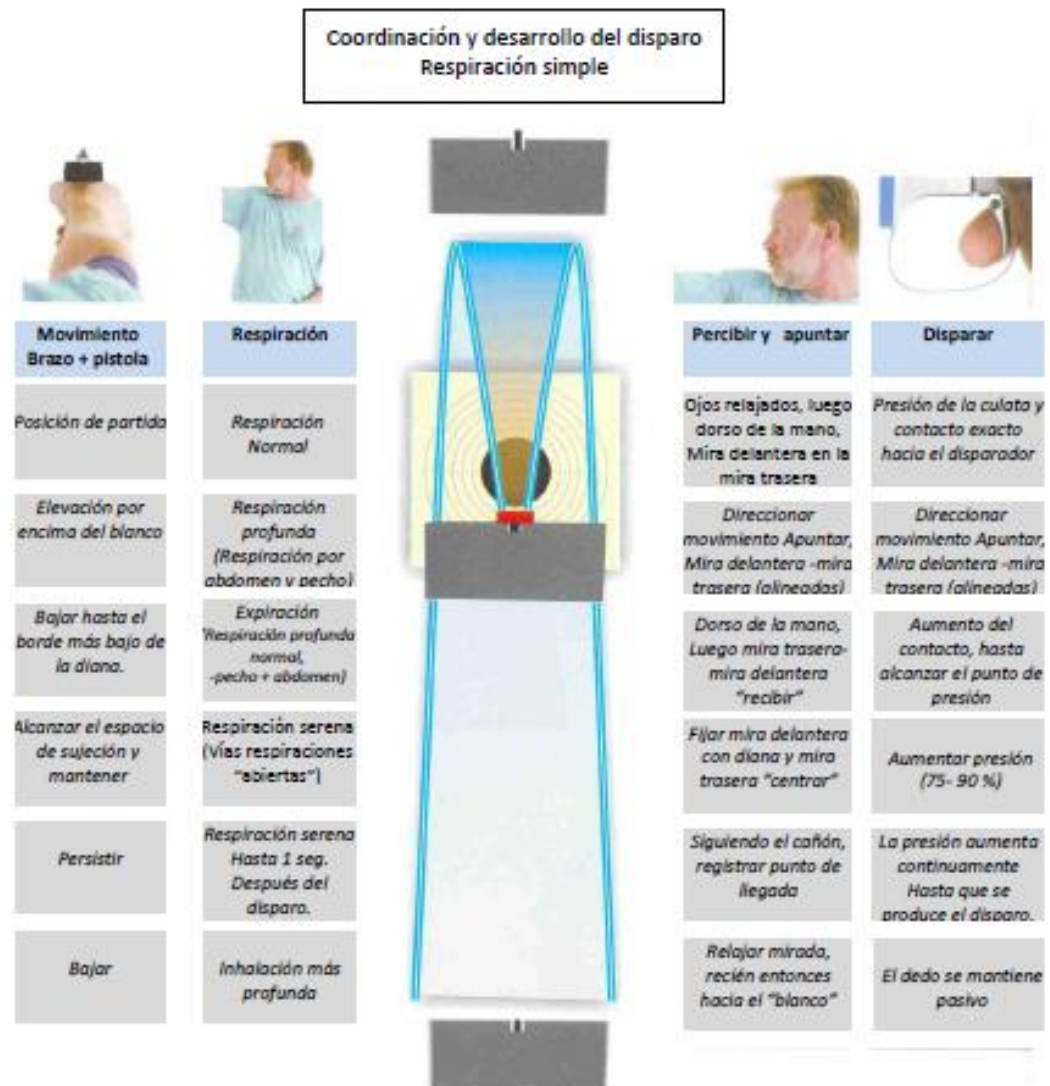 Coordinación y desarrollo del disparo
Respiración simple
Movimiento
Brazo + pistola
Respiración
Percibir y apuntar
Disparar
Posición de partida
Respiración
Normal
Ojos relajados, luego
dorso de la mano,
Mira delantera en la
mira trasera
Presión de la culata y
contacto exacto
hacia el disparador
Elevación por
encima del blanco
Respiración
profunda
(Respiración por
abdomen y pecho)
Direccionar
movimiento Apuntar,
Mira delantera -mira
trasera (alineadas)
Direccionar
movimiento Apuntar,
Mira delantera -mira
trasera (alineadas)
Bajar hasta el
borde más bajo de
la diana.
Expiración
(Respiración profunda
normal,
-pecho + abdomen)
Dorso de la mano,
Luego mira trasera-
mira delantera
"recibir"
Aumento del
contacto, hasta
alcanzar el punto de
presión
Alcanzar el espacio
de sujeción y
mantener
Respiración serena
(Vías respiraciones
"abiertas")
Fijar mira delantera
con diana y mira
trasera "centrar"
Aumentar presión
(75- 90 %)
Persistir
Respiración serena
Hasta 1 seg.
Después del
disparo.
Siguiendo el cañón,
registrar punto de
llegada
La presión aumenta
continuamente
Hasta que se
produce el disparo.
Bajar
Inhalación más
profunda
Relajar mirada,
recién entonces
hacia el "blanco"
El dedo se mantiene
pasivo